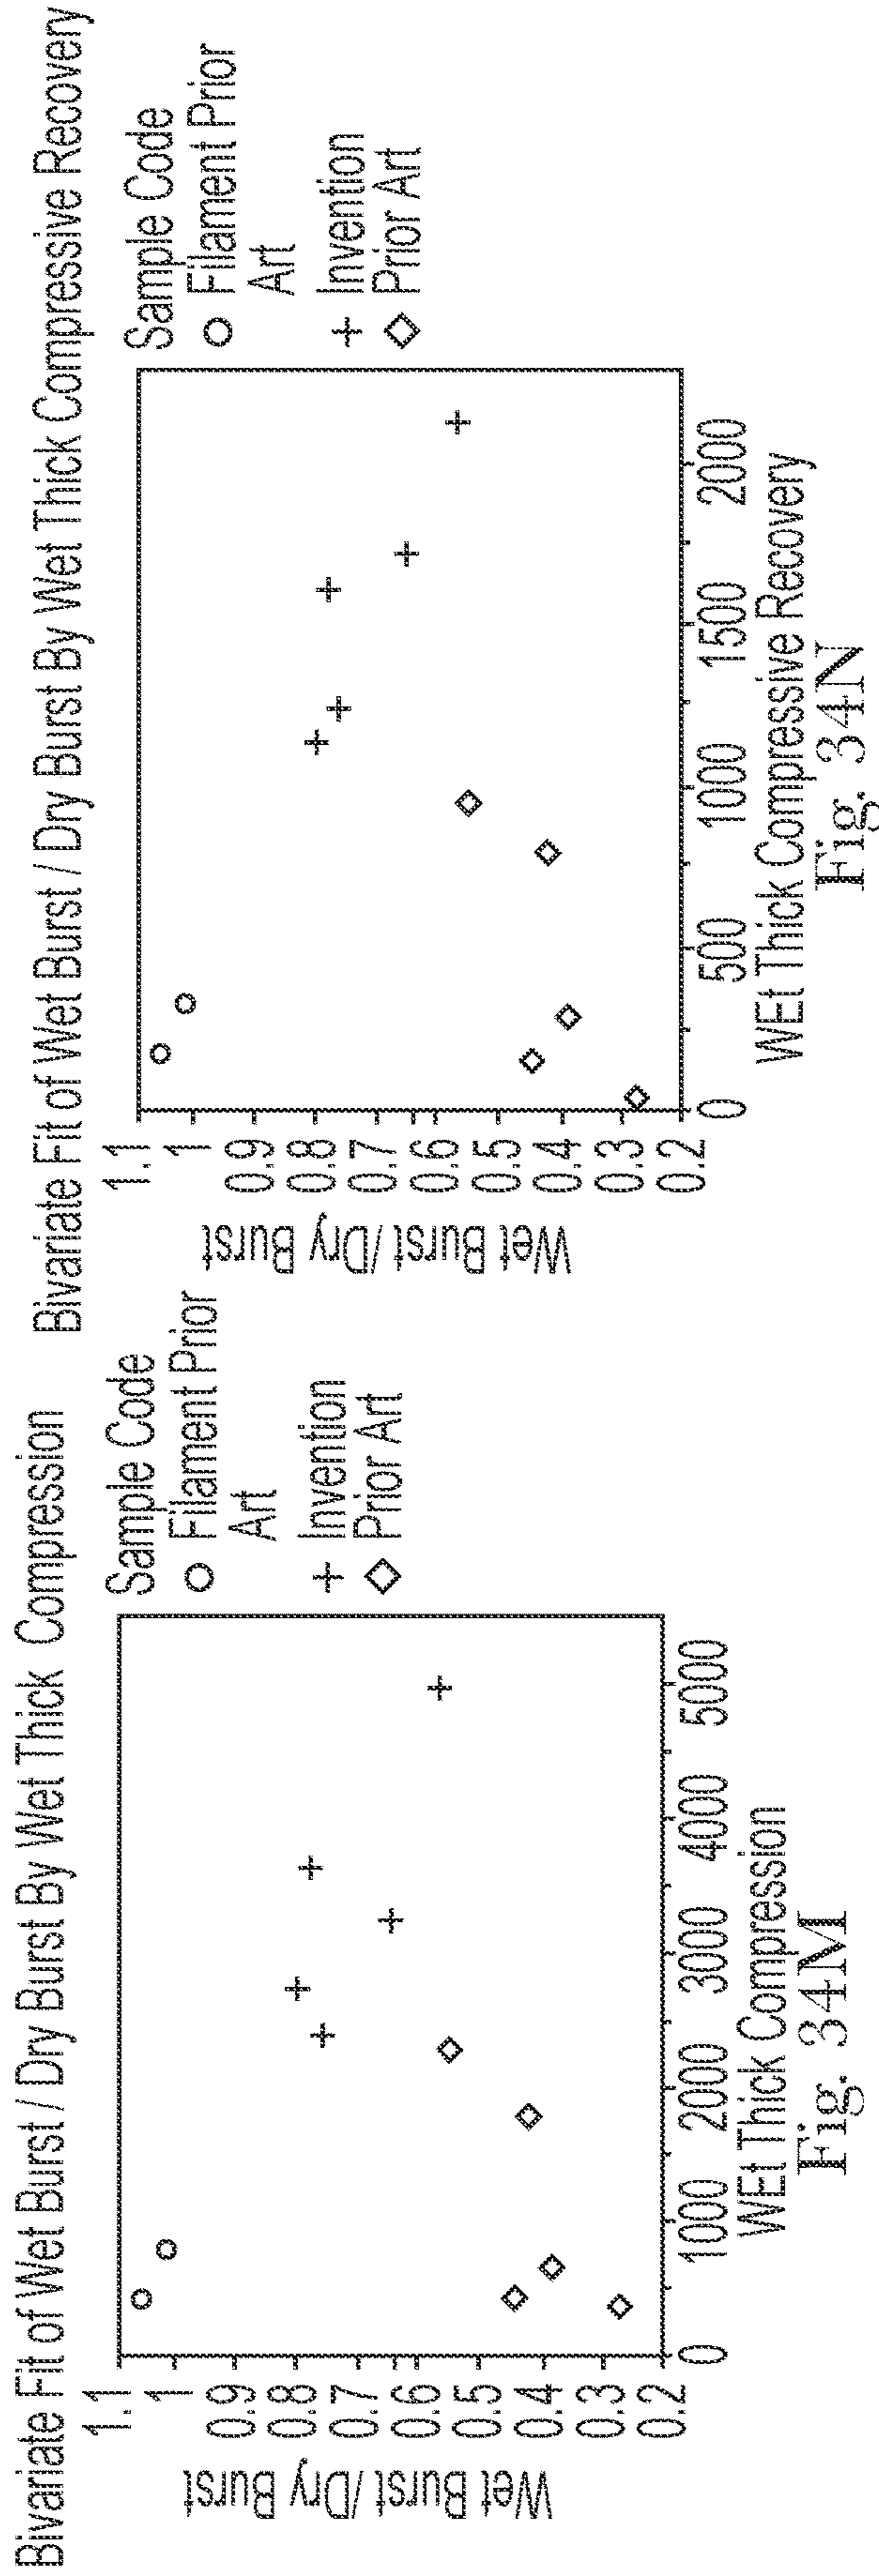 Bivariate Fit of Wet Burst / Dry Burst By Wet Thick Compression
Sample Code
Filament Prior
Art
Invention
Prior Art
Wet Burst/Dry Burst
1.1
1
0.9
0.8
0.7
0.6
0.5
0.4
0.3
0.2
0 1000 2000 3000 4000 5000
WEt Thick Compression
Fig. 34M
Bivariate Fit of Wet Burst / Dry Burst By Wet Thick Compressive Recovery
Sample Code
Filament Prior
Art
Invention
Prior Art
Wet Burst/Dry Burst
1.1
1
0.9
0.8
0.7
0.6
0.5
0.4
0.3
0.2
0 500 1000 1500 2000
WEt Thick Compressive Recovery
Fig. 34N